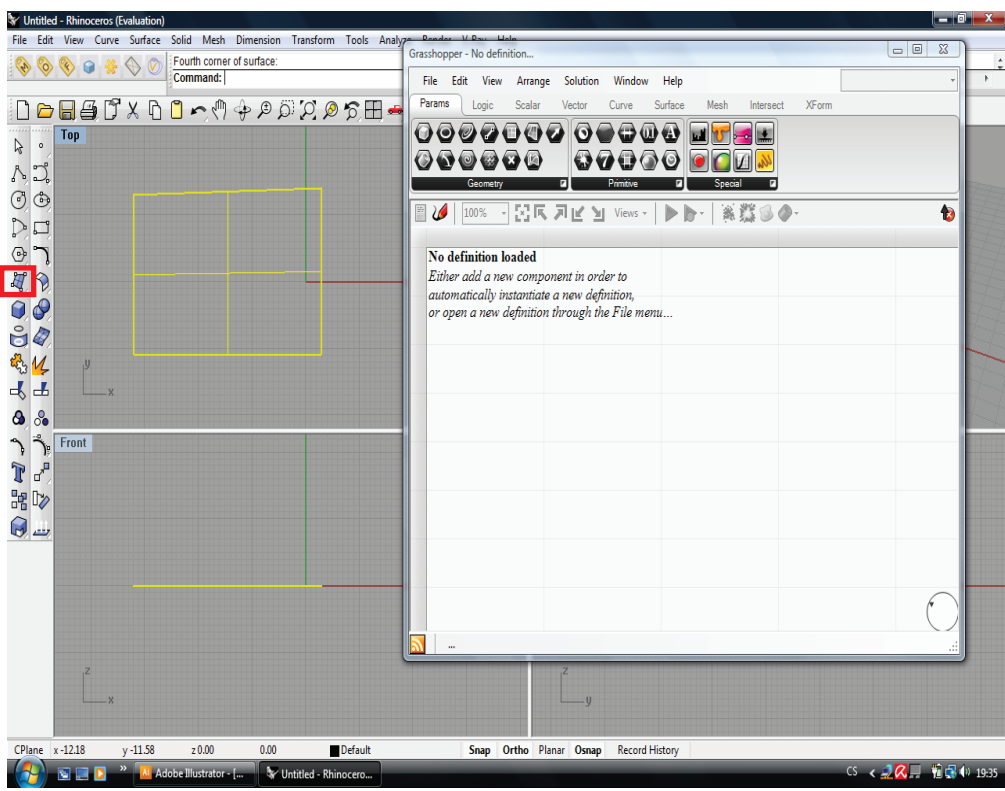 Untitled - Rhinoceros (Evaluation)
File Edit View Curve Surface Solid Mesh Dimension Transform Tools Analyze Render V-Ray Help
Fourth corner of surface:
Command:
Top
y
x
Front
z
x
z
y
Grasshopper - No definition...
File Edit View Arrange Solution Window Help
Params Logic Scalar Vector Curve Surface Mesh Intersect XForm
Geometry Primitive Special
100% Views
No definition loaded
Either add a new component in order to
automatically instantiate a new definition,
or open a new definition through the File menu...
...
CPlane x -12.18 y -11.58 z 0.00 0.00 Default Snap Ortho Planar Osnap Record History
» Adobe Illustrator - [... Untitled - Rhinocero... CS 19:35